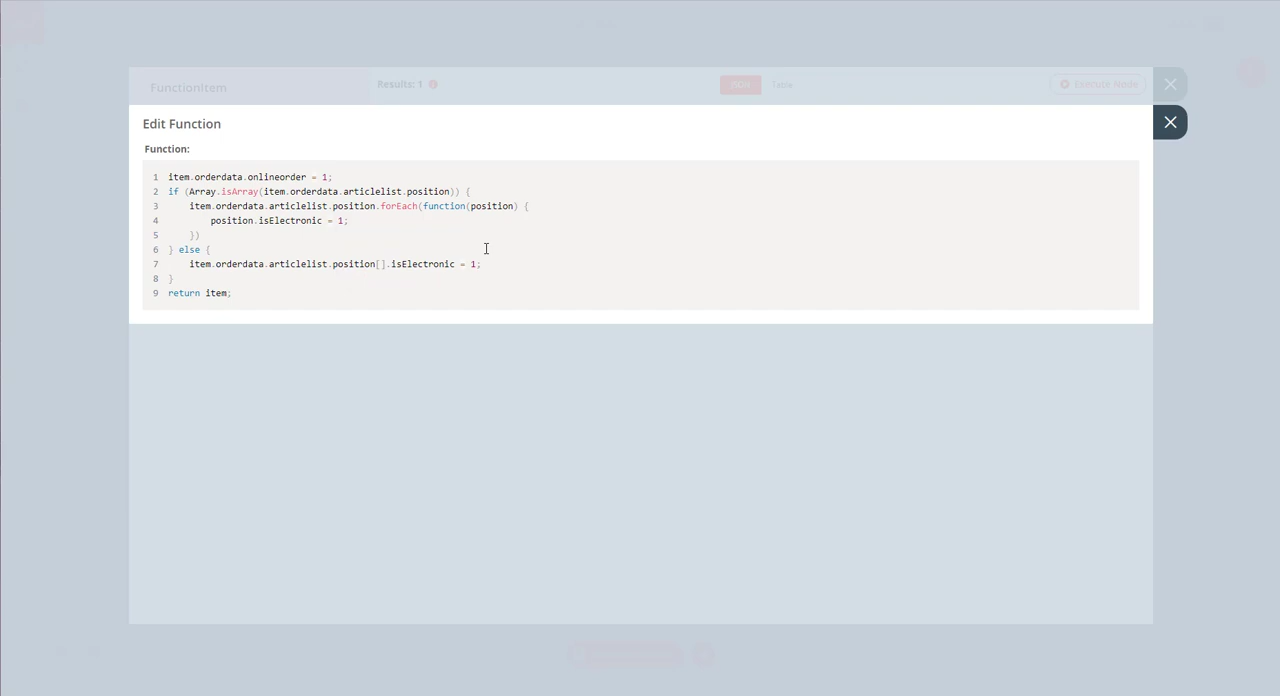 FunctionItem
Results: 1
JSON
Table
Execute Node
Edit Function
Function:
1 item.orderdata.onlineorder = 1;
2 if (Array.isArray(item.orderdata.articlelist.position)) {
3     item.orderdata.articlelist.position.forEach(function(position) {
4         position.isElectronic = 1;
5     })
6 } else {
7     item.orderdata.articlelist.position[].isElectronic = 1;
8 }
9 return item;